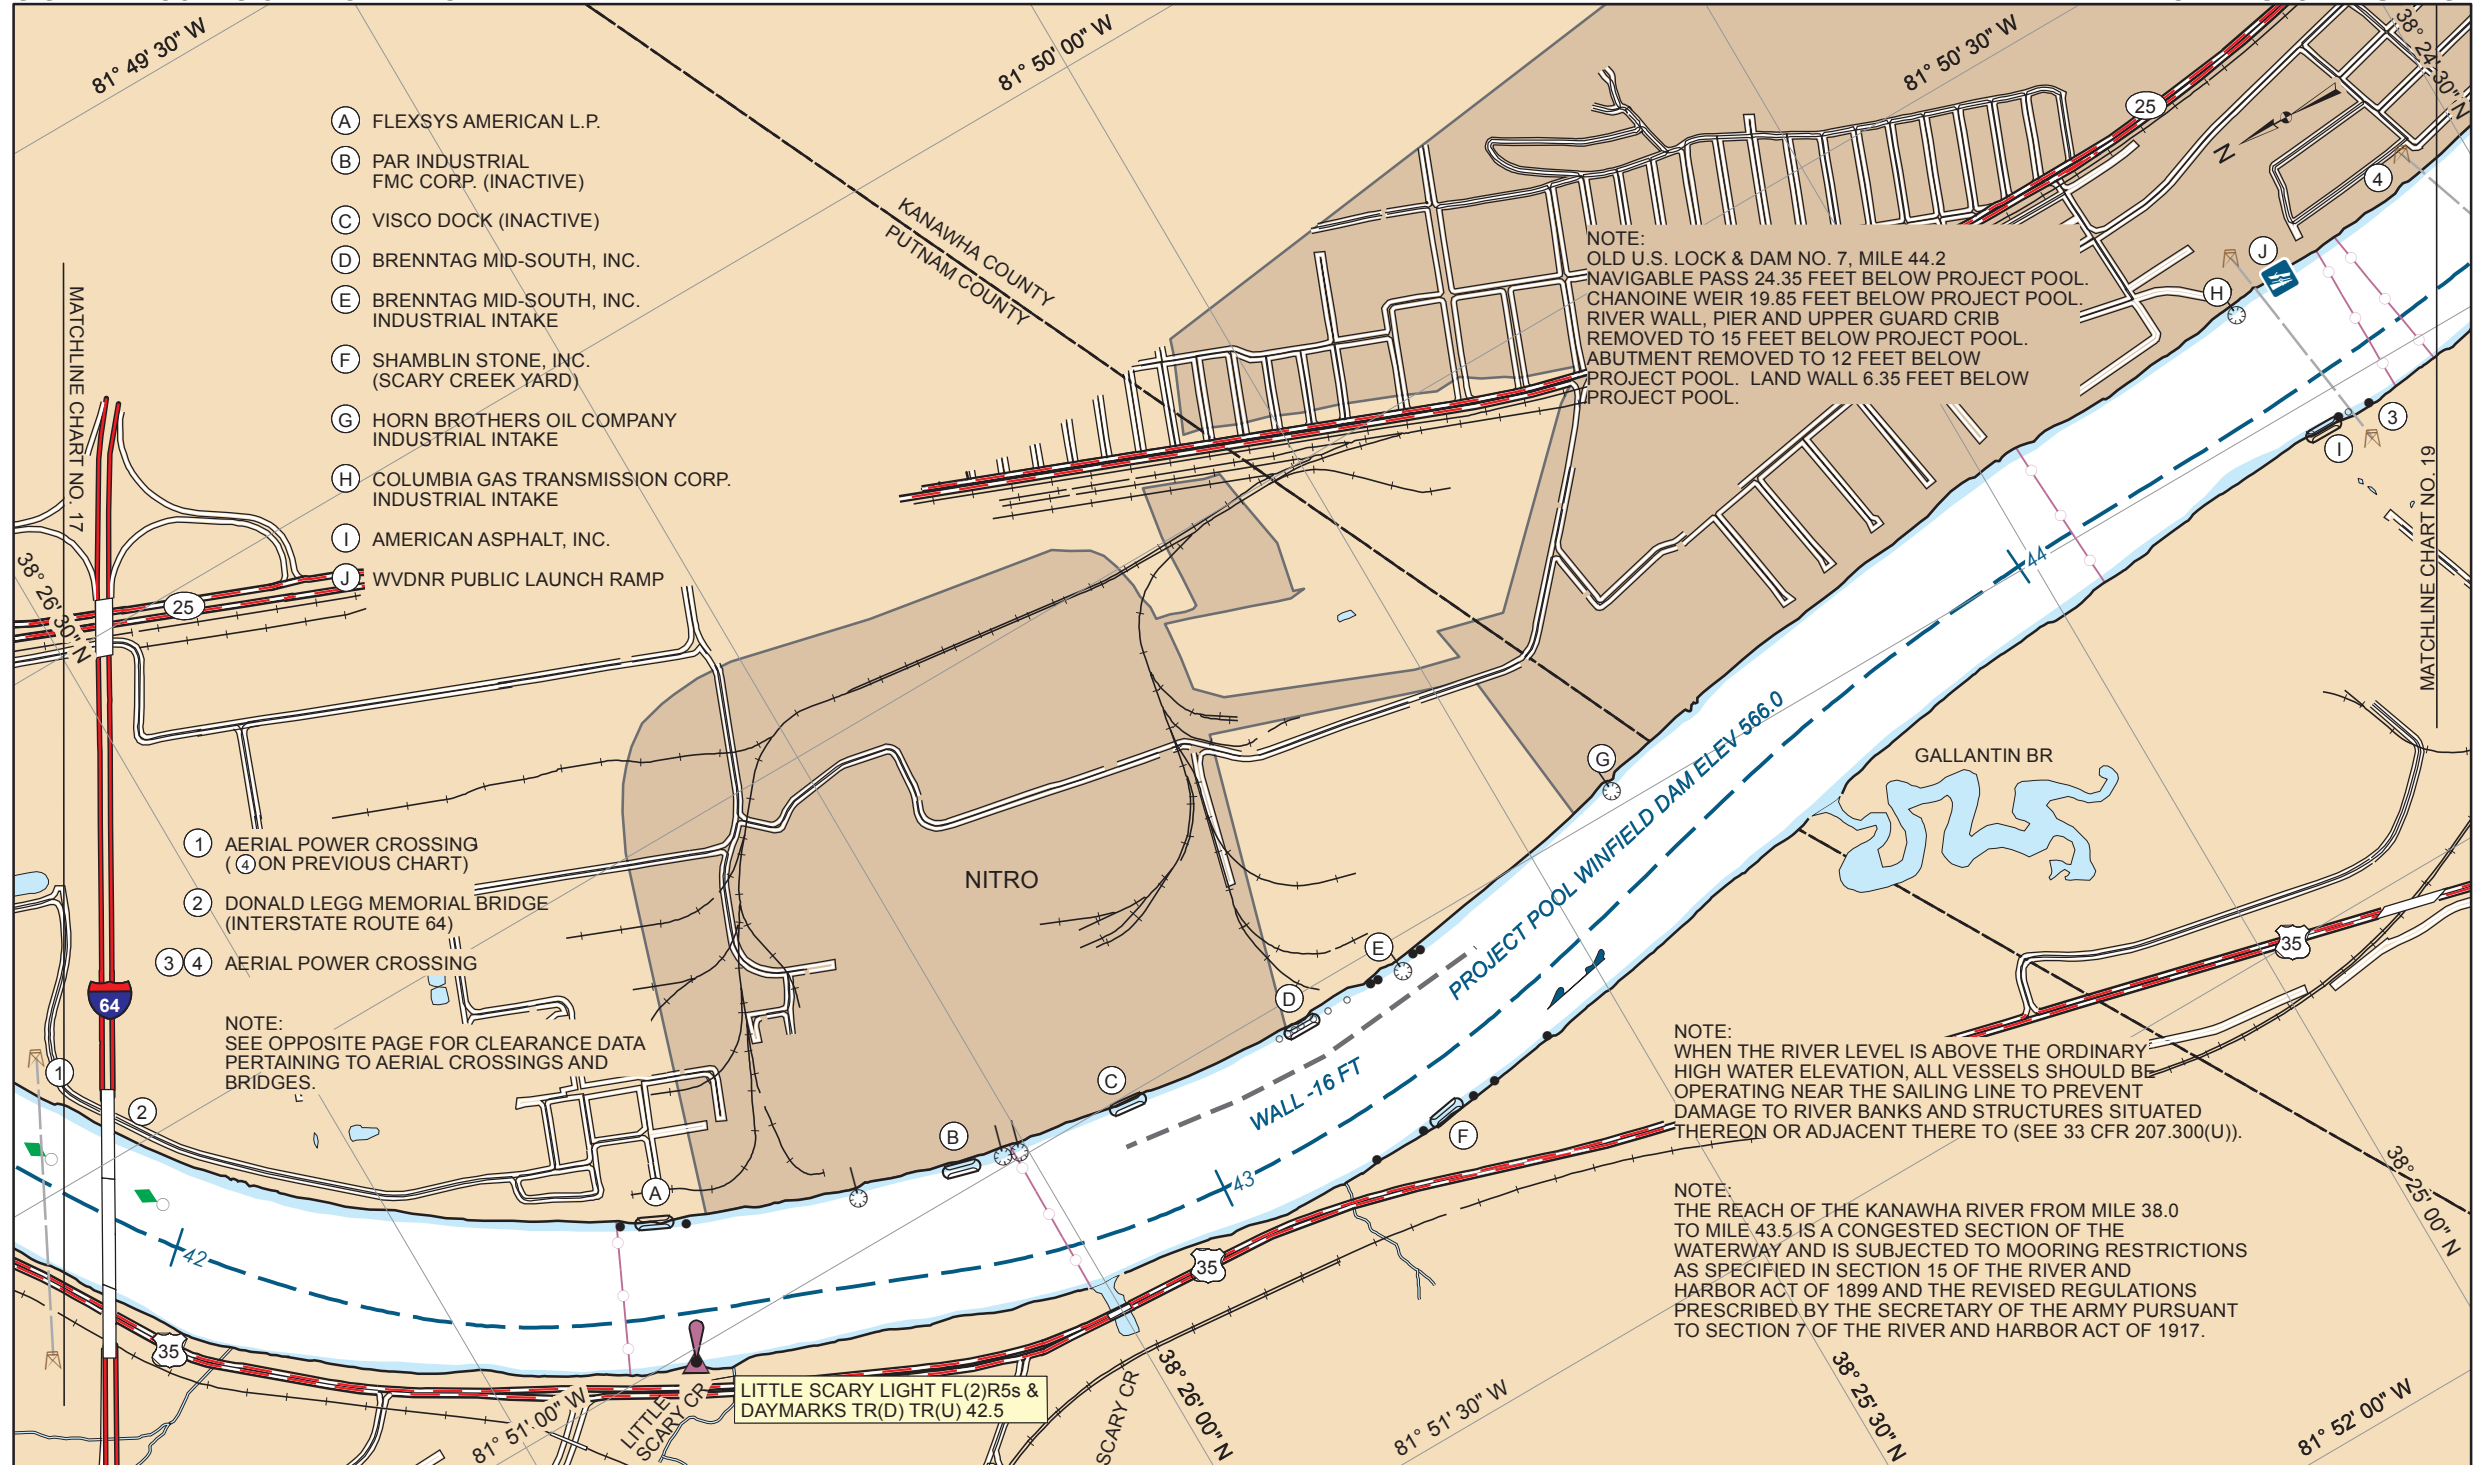 81° 49' 30" W
81° 50' 00" W
81° 50' 30" W
38° 24' 30" N
25
N
4
A FLEXSYS AMERICAN L.P.
B PAR INDUSTRIAL
FMC CORP. (INACTIVE)
C VISCO DOCK (INACTIVE)
D BRENNTAG MID-SOUTH, INC.
E BRENNTAG MID-SOUTH, INC.
INDUSTRIAL INTAKE
F SHAMBLIN STONE, INC.
(SCARY CREEK YARD)
G HORN BROTHERS OIL COMPANY
INDUSTRIAL INTAKE
H COLUMBIA GAS TRANSMISSION CORP.
INDUSTRIAL INTAKE
I AMERICAN ASPHALT, INC.
J WVDNR PUBLIC LAUNCH RAMP
KANAWHA COUNTY
PUTNAM COUNTY
NOTE:
OLD U.S. LOCK & DAM NO. 7, MILE 44.2
NAVIGABLE PASS 24.35 FEET BELOW PROJECT POOL.
CHANOINE WEIR 19.85 FEET BELOW PROJECT POOL.
RIVER WALL, PIER AND UPPER GUARD CRIB
REMOVED TO 15 FEET BELOW PROJECT POOL.
ABUTMENT REMOVED TO 12 FEET BELOW
PROJECT POOL. LAND WALL 6.35 FEET BELOW
PROJECT POOL.
J
H
3
I
MATCHLINE CHART NO. 17
MATCHLINE CHART NO. 19
38° 26' 30" N
25
44
PROJECT POOL WINFIELD DAM ELEV 566.0
GALLANTIN BR
G
1 AERIAL POWER CROSSING
( 4 ON PREVIOUS CHART)
2 DONALD LEGG MEMORIAL BRIDGE
(INTERSTATE ROUTE 64)
3 4 AERIAL POWER CROSSING
NITRO
64
NOTE:
SEE OPPOSITE PAGE FOR CLEARANCE DATA
PERTAINING TO AERIAL CROSSINGS AND
BRIDGES.
E
D
35
C
WALL -16 FT
1
2
B
F
A
43
42
NOTE:
WHEN THE RIVER LEVEL IS ABOVE THE ORDINARY
HIGH WATER ELEVATION, ALL VESSELS SHOULD BE
OPERATING NEAR THE SAILING LINE TO PREVENT
DAMAGE TO RIVER BANKS AND STRUCTURES SITUATED
THEREON OR ADJACENT THERE TO (SEE 33 CFR 207.300(U)).
NOTE:
THE REACH OF THE KANAWHA RIVER FROM MILE 38.0
TO MILE 43.5 IS A CONGESTED SECTION OF THE
WATERWAY AND IS SUBJECTED TO MOORING RESTRICTIONS
AS SPECIFIED IN SECTION 15 OF THE RIVER AND
HARBOR ACT OF 1899 AND THE REVISED REGULATIONS
PRESCRIBED BY THE SECRETARY OF THE ARMY PURSUANT
TO SECTION 7 OF THE RIVER AND HARBOR ACT OF 1917.
38° 25' 00" N
35
35
LITTLE SCARY LIGHT FL(2)R5s &
DAYMARKS TR(D) TR(U) 42.5
LITTLE
SCARY CR
SCARY CR
81° 51' 00" W
38° 26' 00" N
81° 51' 30" W
38° 25' 30" N
81° 52' 00" W